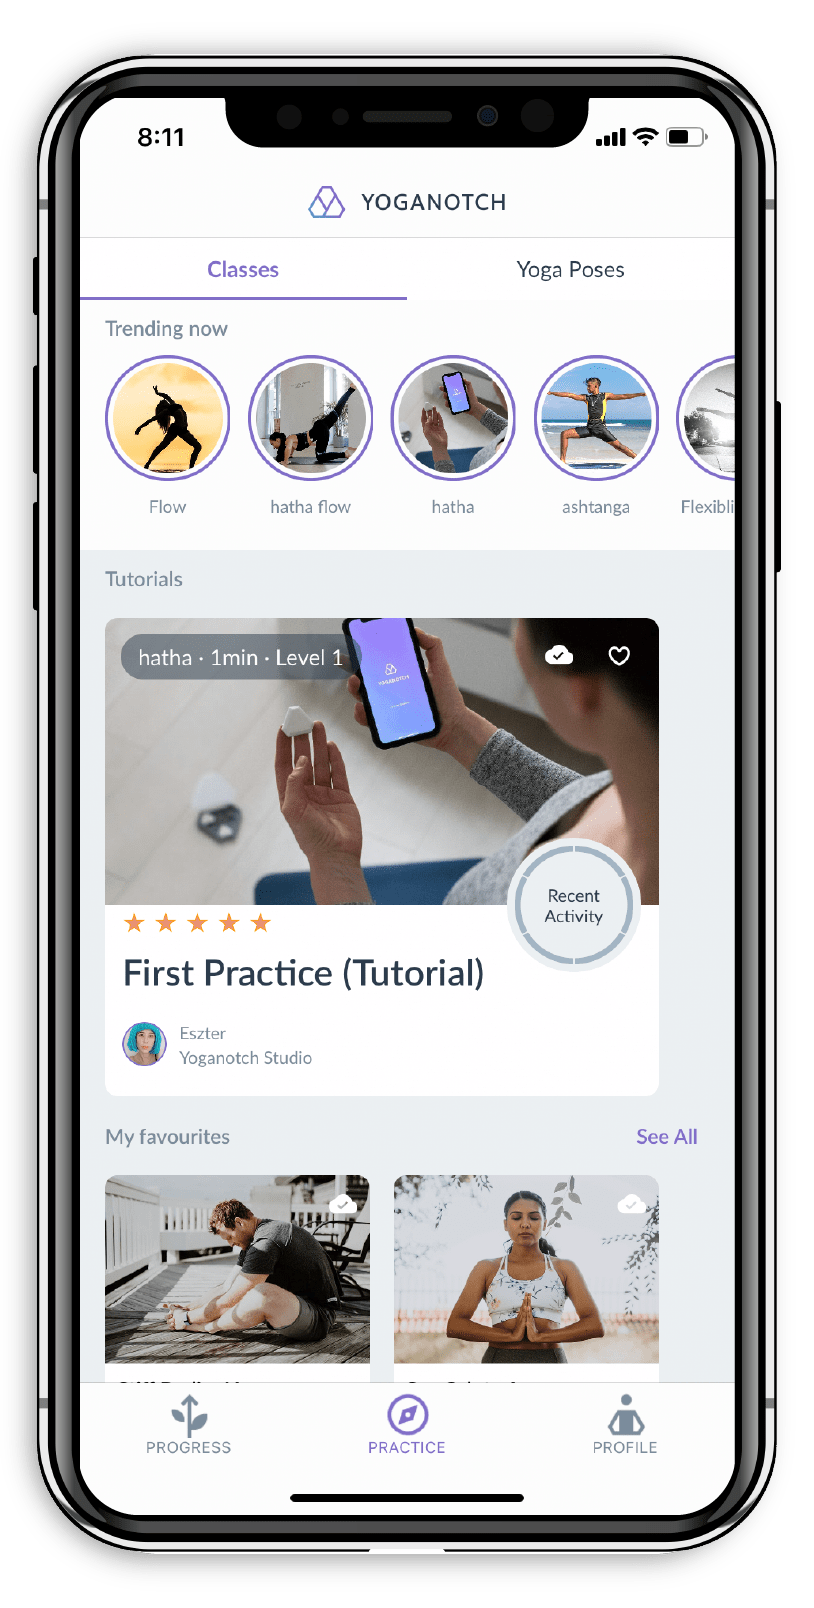 8:11
YOGANOTCH
Classes
Yoga Poses
Trending now
Flow
hatha flow
hatha
ashtanga
Flexibli
Tutorials
hatha · 1min · Level 1
YOGANOTCH
Recent
Activity
First Practice (Tutorial)
Eszter
Yoganotch Studio
My favourites
See All
PROGRESS
PRACTICE
PROFILE